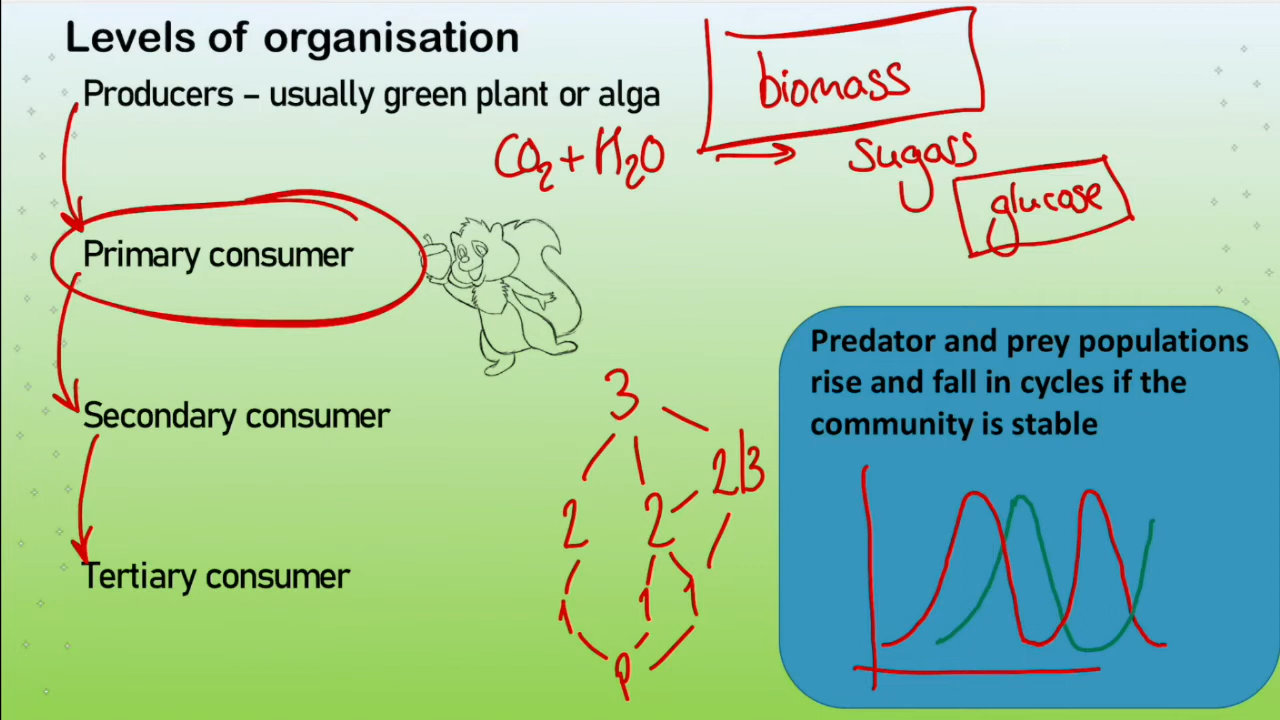 Levels of organisation
biomass
Producers – usually green plant or alga
CO2 + H2O → sugars
glucose
Primary consumer
Predator and prey populations
rise and fall in cycles if the
community is stable
Secondary consumer
3
2 2 2/3
1 1 1
p
Tertiary consumer